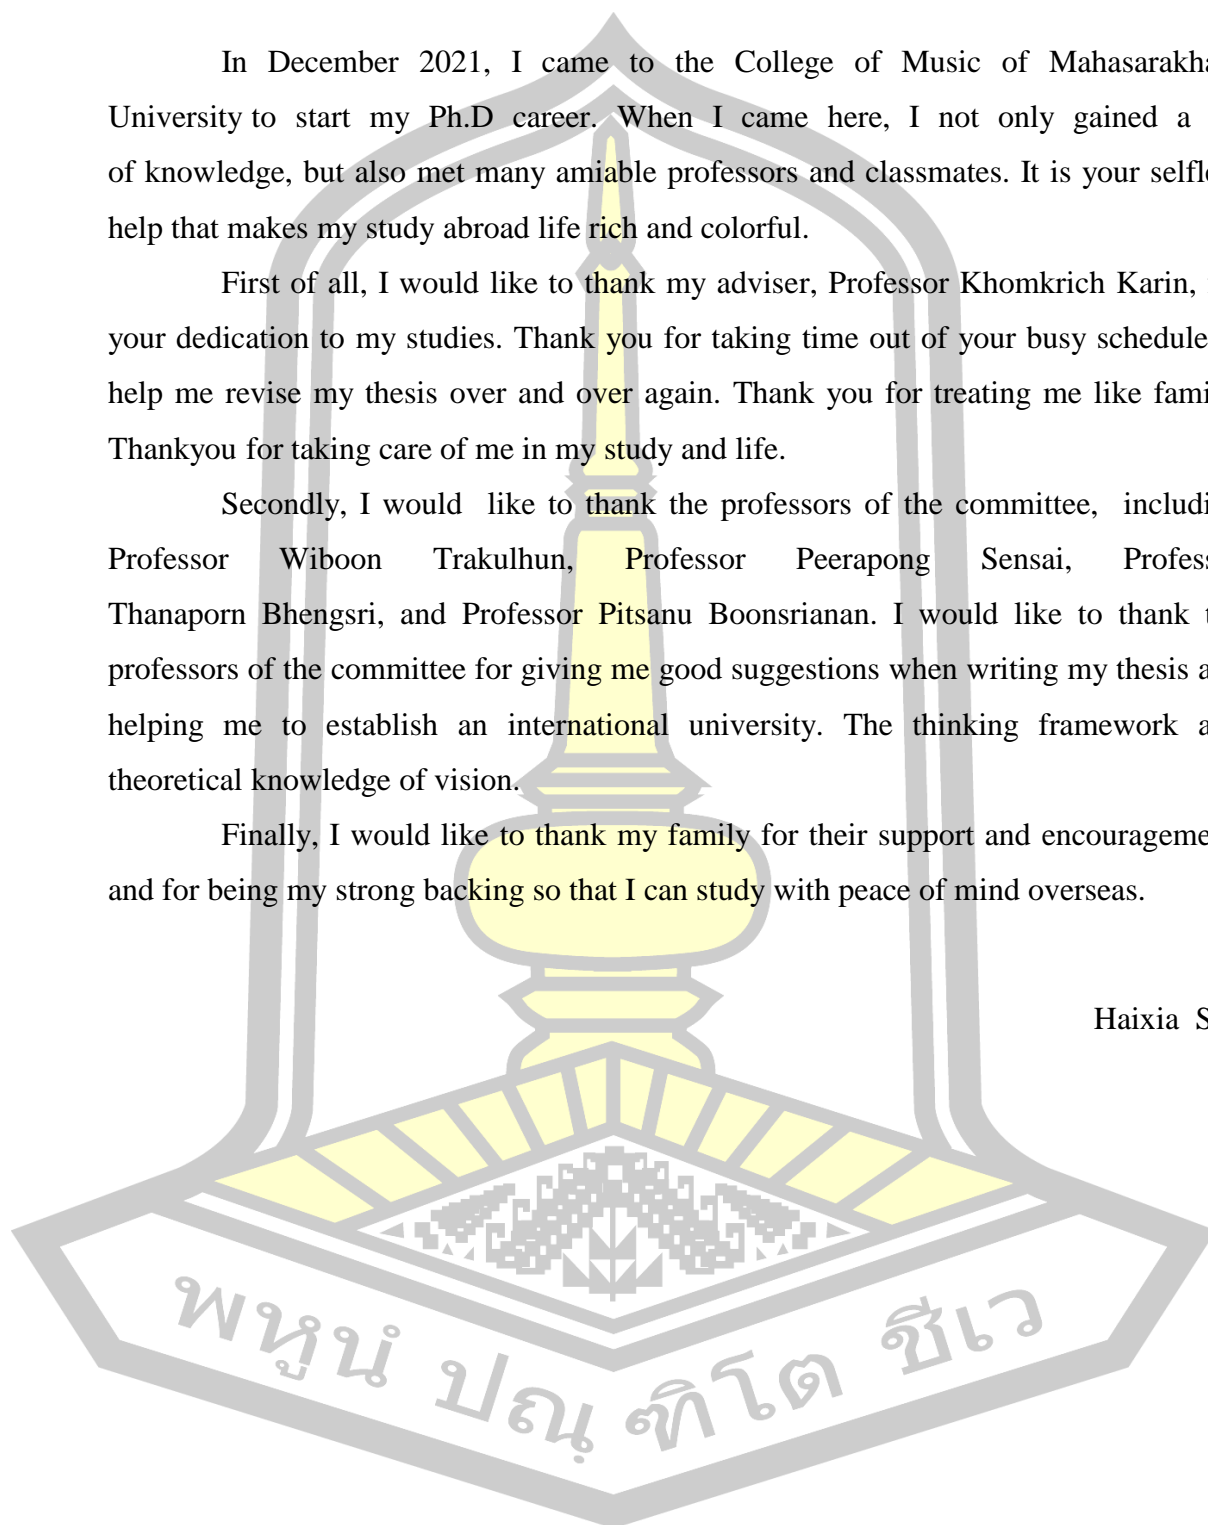 In December 2021, I came to the College of Music of Mahasarakha
University to start my Ph.D career. When I came here, I not only gained a
of knowledge, but also met many amiable professors and classmates. It is your selfl
help that makes my study abroad life rich and colorful.
First of all, I would like to thank my adviser, Professor Khomkrich Karin,
your dedication to my studies. Thank you for taking time out of your busy schedule
help me revise my thesis over and over again. Thank you for treating me like fami
Thankyou for taking care of me in my study and life.
Secondly, I would like to thank the professors of the committee, includi
Professor Wiboon Trakulhun, Professor Peerapong Sensai, Profess
Thanaporn Bhengsri, and Professor Pitsanu Boonsrianan. I would like to thank t
professors of the committee for giving me good suggestions when writing my thesis a
helping me to establish an international university. The thinking framework a
theoretical knowledge of vision.
Finally, I would like to thank my family for their support and encourageme
and for being my strong backing so that I can study with peace of mind overseas.
Haixia S
พหูนํ ปณฺฑิโต ชีเว